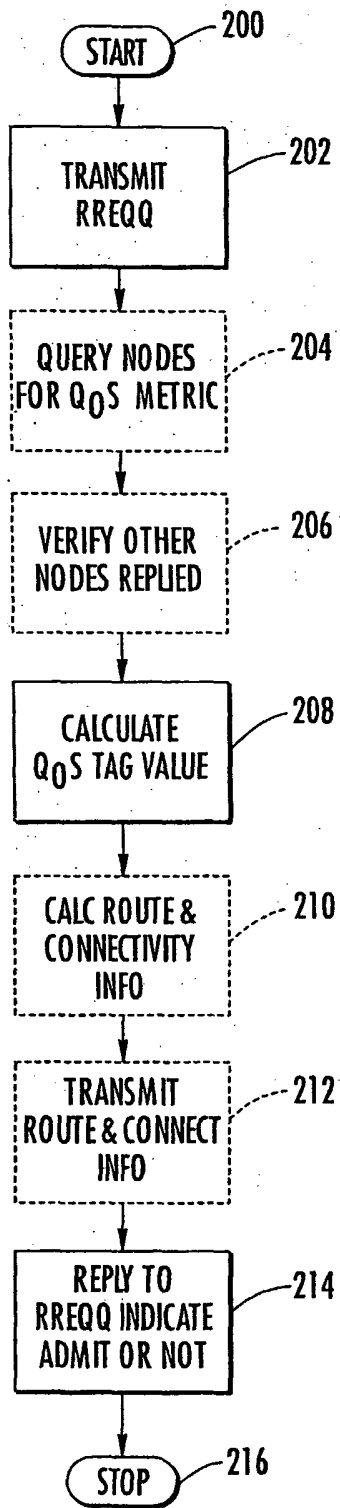 START
200
TRANSMIT
RREQQ
202
QUERY NODES
FOR QOS METRIC
204
VERIFY OTHER
NODES REPLIED
206
CALCULATE
QOS TAG VALUE
208
CALC ROUTE &
CONNECTIVITY
INFO
210
TRANSMIT
ROUTE & CONNECT
INFO
212
REPLY TO
RREQQ INDICATE
ADMIT OR NOT
214
STOP
216